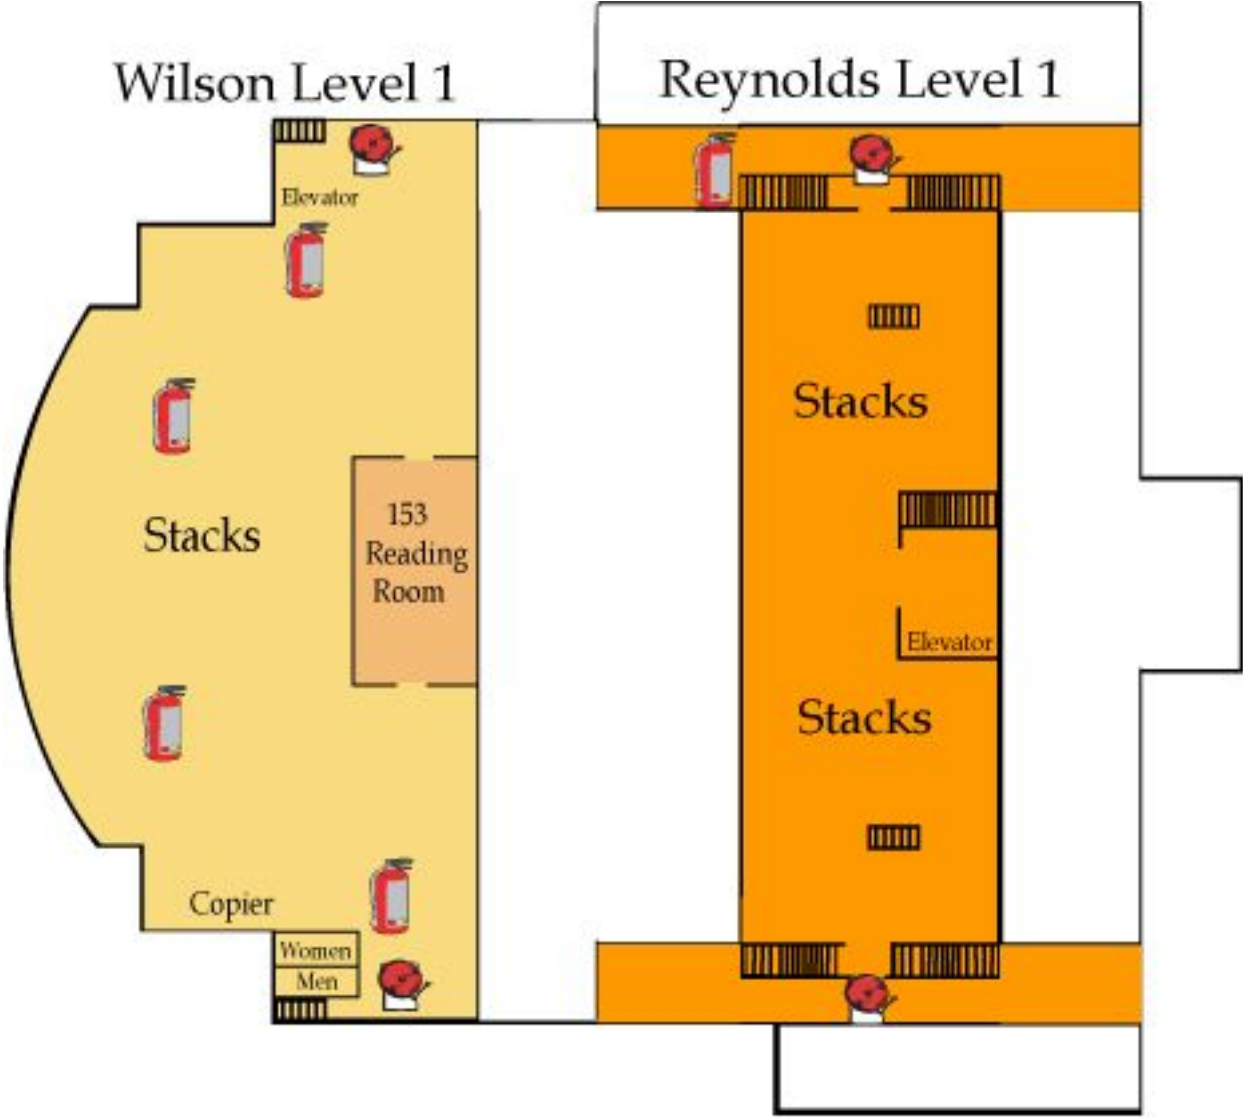 Wilson Level 1
Reynolds Level 1
Elevator
Stacks
153
Reading
Room
Copier
Women
Men
Stacks
Elevator
Stacks